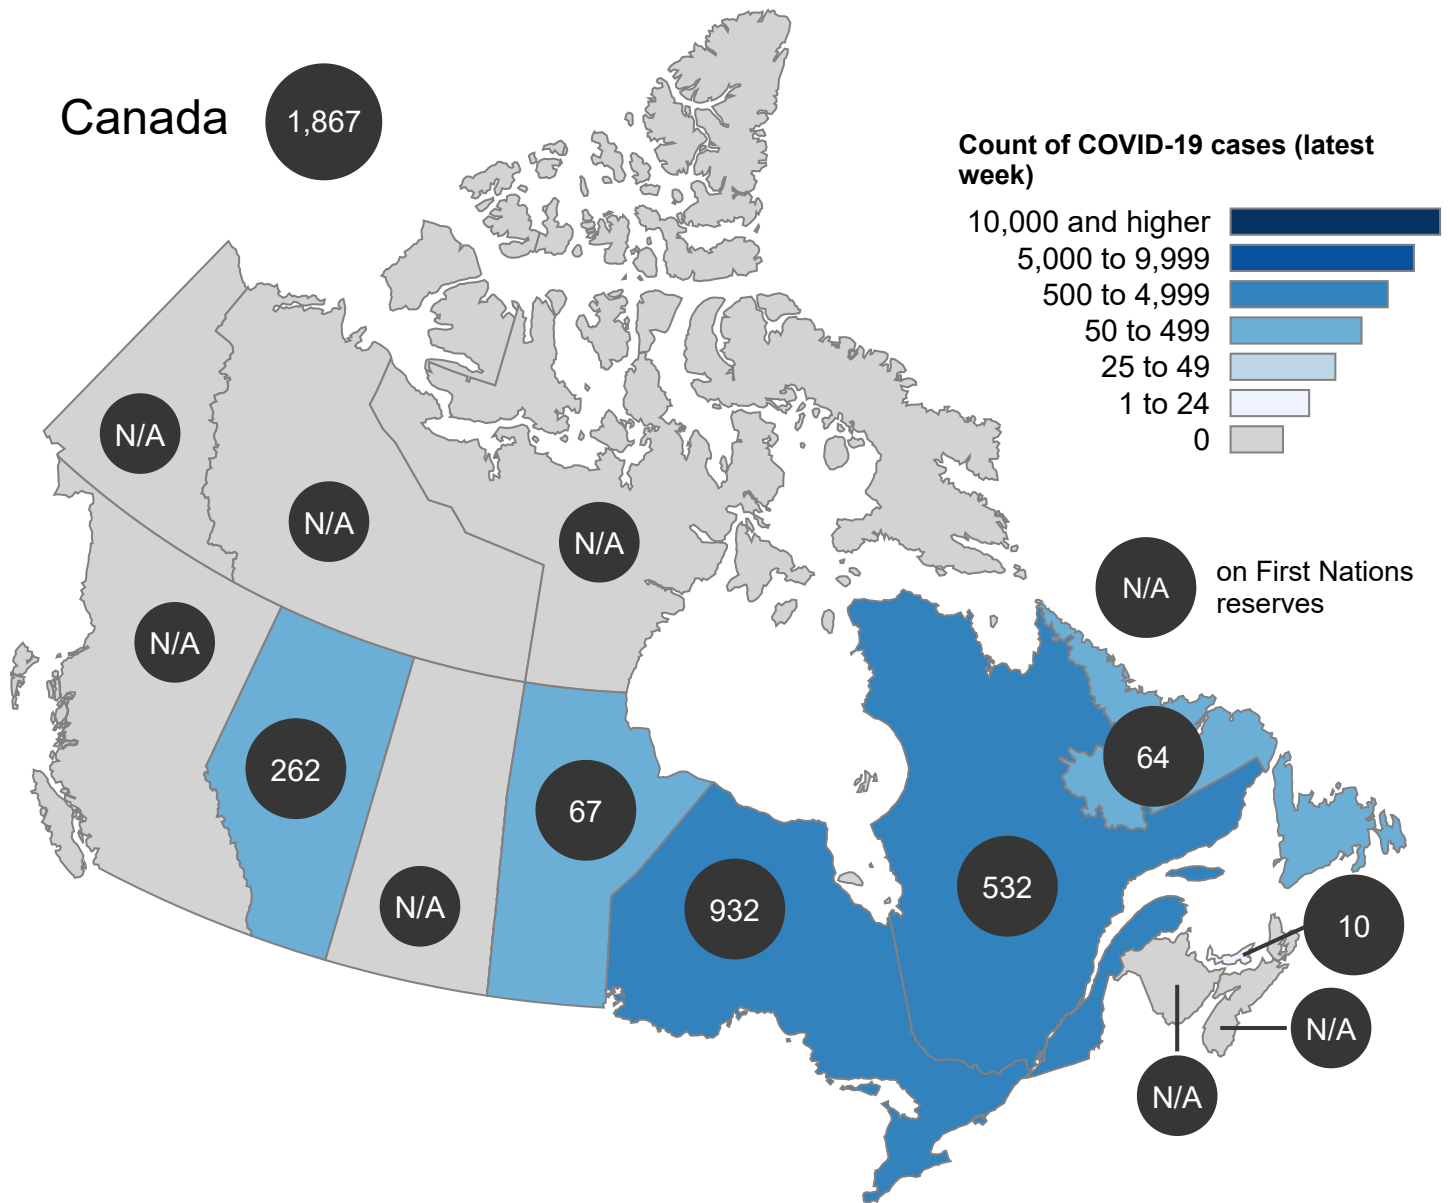 Canada
1,867
Count of COVID-19 cases (latest
week)
10,000 and higher
5,000 to 9,999
500 to 4,999
50 to 499
25 to 49
1 to 24
0
N/A
N/A
N/A
N/A
on First Nations
reserves
N/A
262
67
N/A
932
532
64
10
N/A
N/A